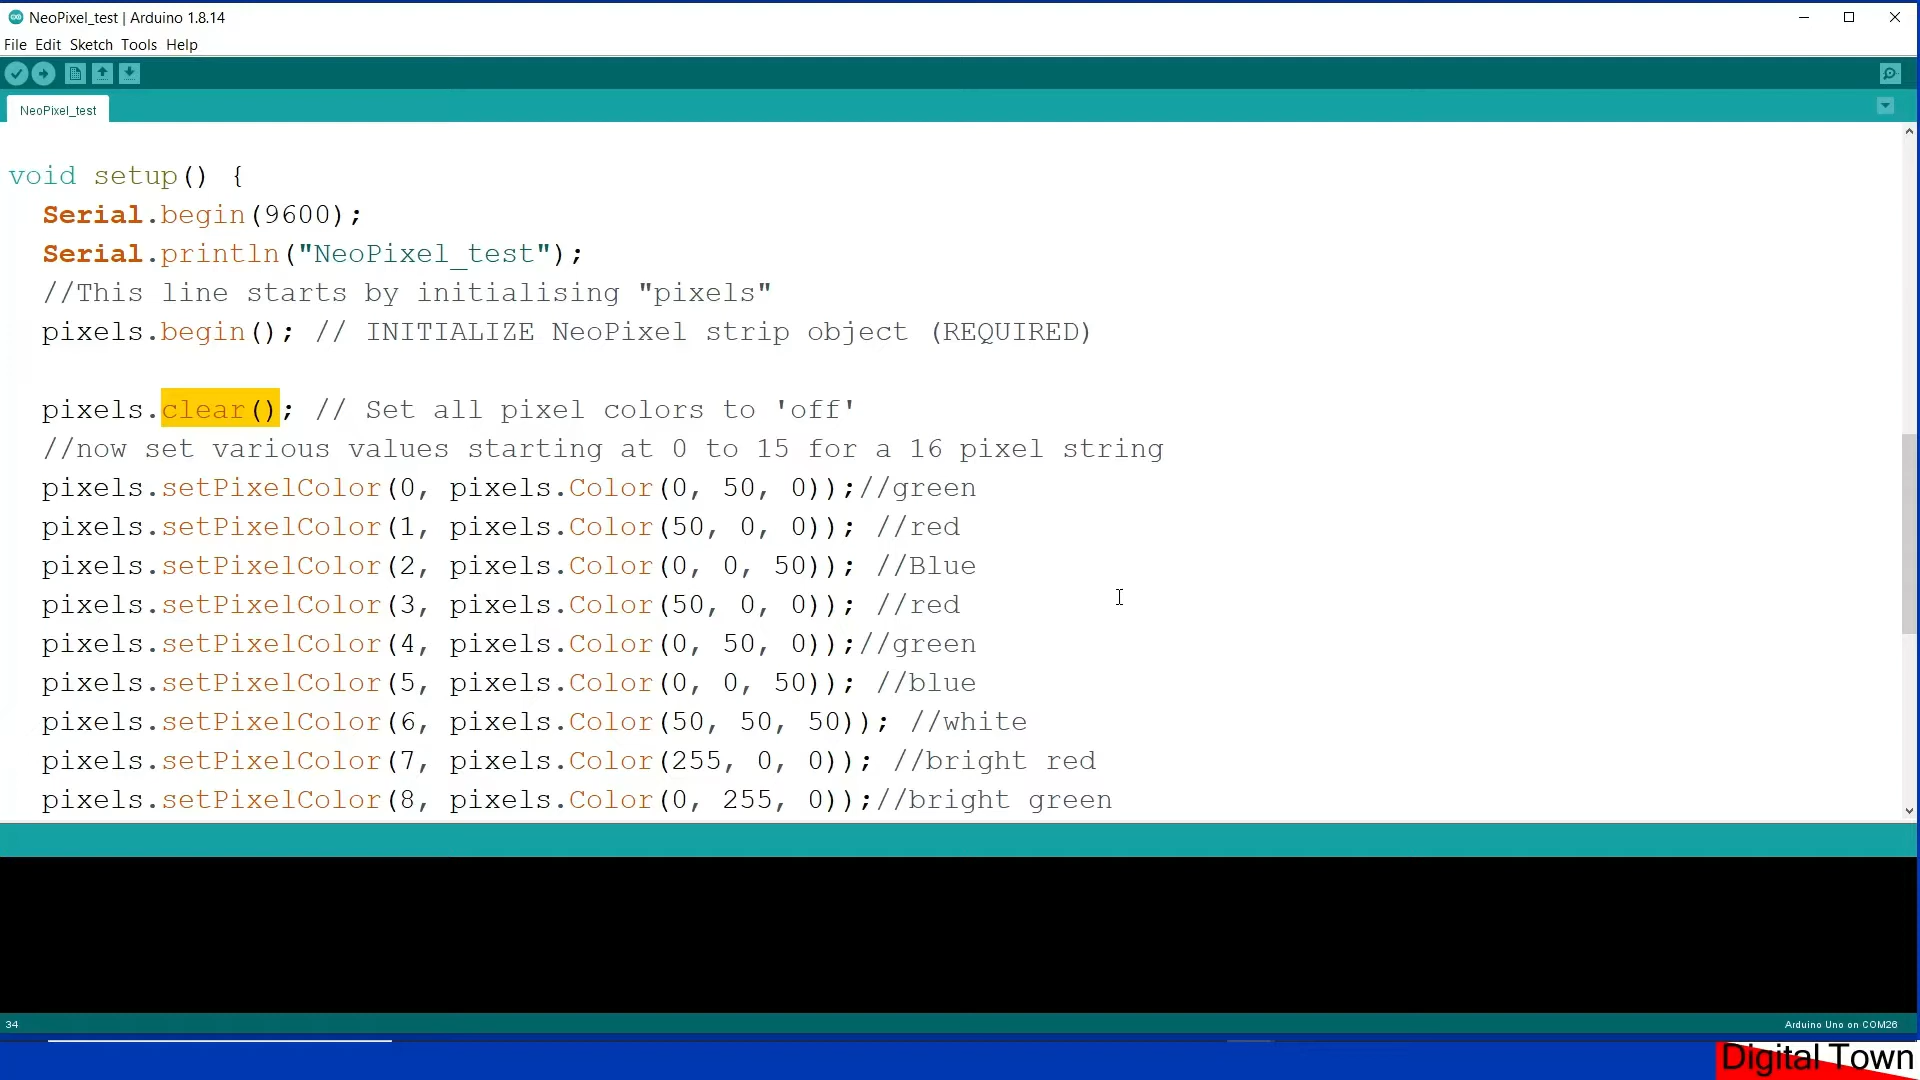 NeoPixel_test | Arduino 1.8.14
File Edit Sketch Tools Help
NeoPixel_test
void setup() {
  Serial.begin(9600);
  Serial.println("NeoPixel_test");
  //This line starts by initialising "pixels"
  pixels.begin(); // INITIALIZE NeoPixel strip object (REQUIRED)
  pixels.clear(); // Set all pixel colors to 'off'
  //now set various values starting at 0 to 15 for a 16 pixel string
  pixels.setPixelColor(0, pixels.Color(0, 50, 0));//green
  pixels.setPixelColor(1, pixels.Color(50, 0, 0)); //red
  pixels.setPixelColor(2, pixels.Color(0, 0, 50)); //Blue
  pixels.setPixelColor(3, pixels.Color(50, 0, 0)); //red
  pixels.setPixelColor(4, pixels.Color(0, 50, 0));//green
  pixels.setPixelColor(5, pixels.Color(0, 0, 50)); //blue
  pixels.setPixelColor(6, pixels.Color(50, 50, 50)); //white
  pixels.setPixelColor(7, pixels.Color(255, 0, 0)); //bright red
  pixels.setPixelColor(8, pixels.Color(0, 255, 0));//bright green
34
Arduino Uno on COM26
Digital Town